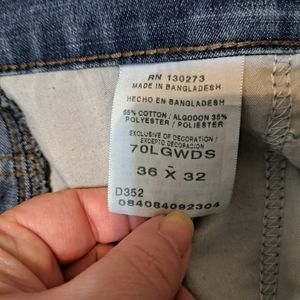 RN 130273
MADE IN BANGLADESH
HECHO EN BANGLADESH
65% COTTON / ALGODON 35%
POLYESTER / POLIESTER
EXCLUSIVE OF DECORATION /
EXCEPTO DECORACION
70LGWDS
-
36 X 32
D352
084084092304